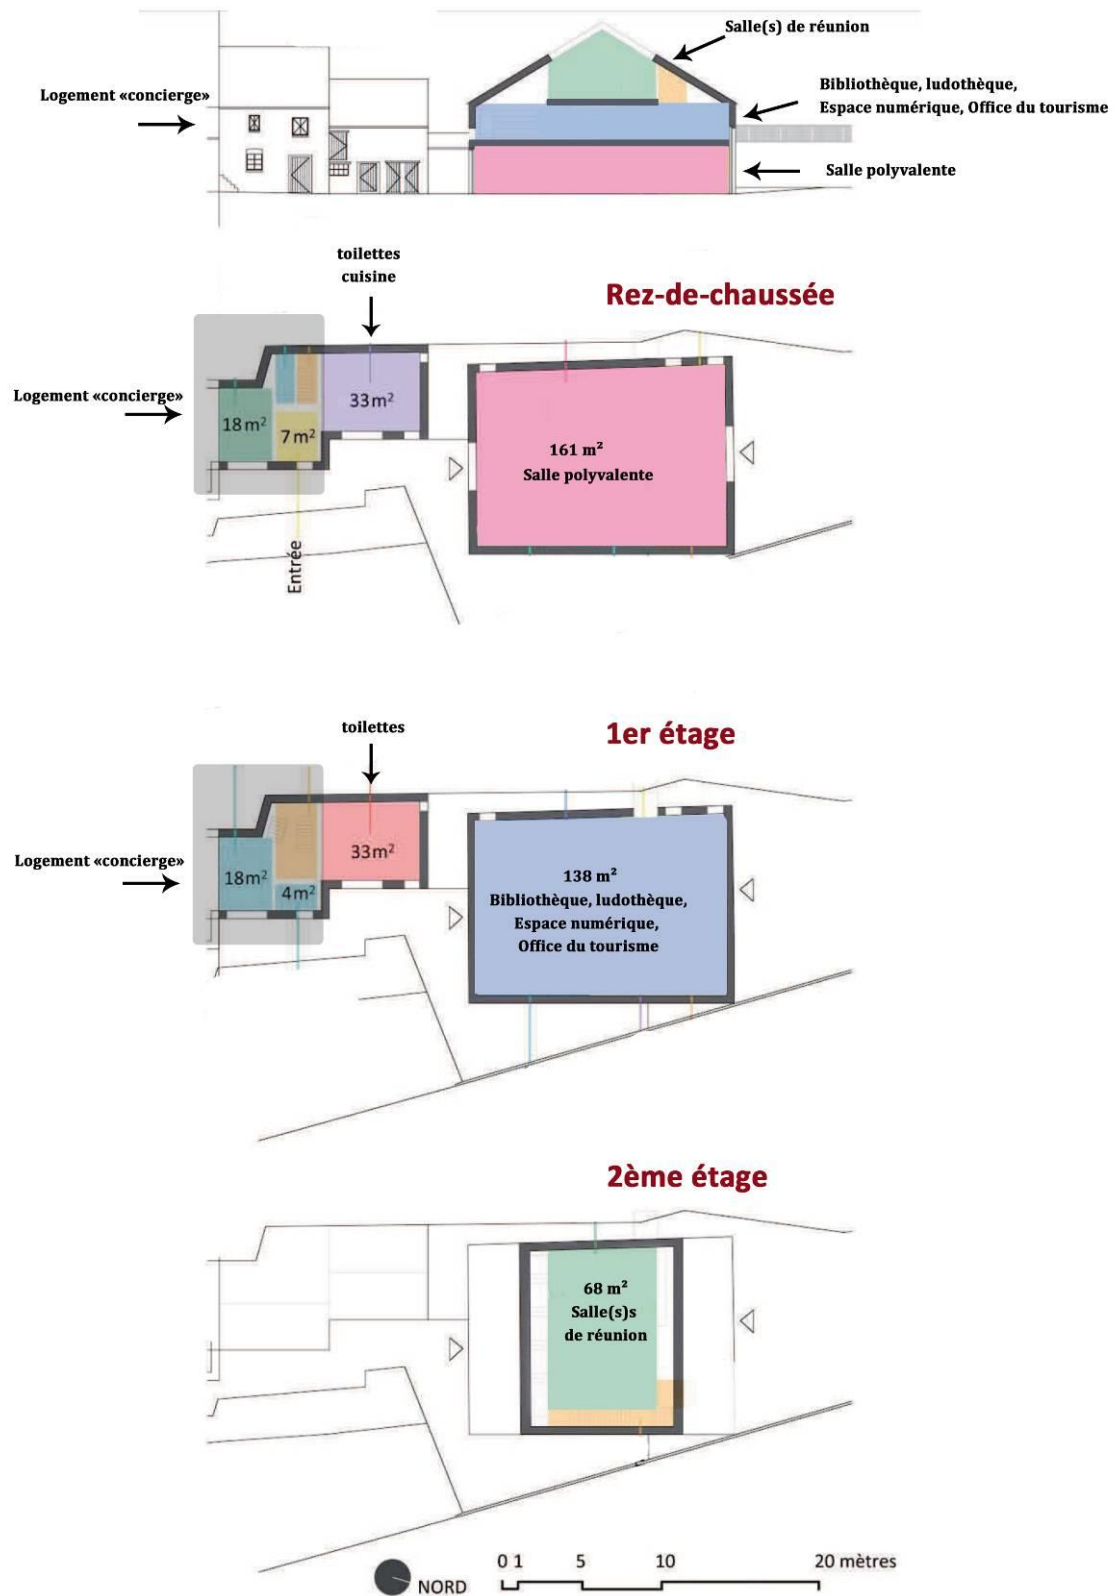 Salle(s) de réunion
Logement «concierge»
Bibliothèque, ludothèque,
Espace numérique, Office du tourisme
Salle polyvalente
toilettes
cuisine
Rez-de-chaussée
Logement «concierge»
18 m²
7 m²
33 m²
161 m²
Salle polyvalente
Entrée
1er étage
toilettes
Logement «concierge»
18 m²
4 m²
33 m²
138 m²
Bibliothèque, ludothèque,
Espace numérique,
Office du tourisme
2ème étage
68 m²
Salle(s)s
de réunion
NORD
0 1 5 10 20 mètres